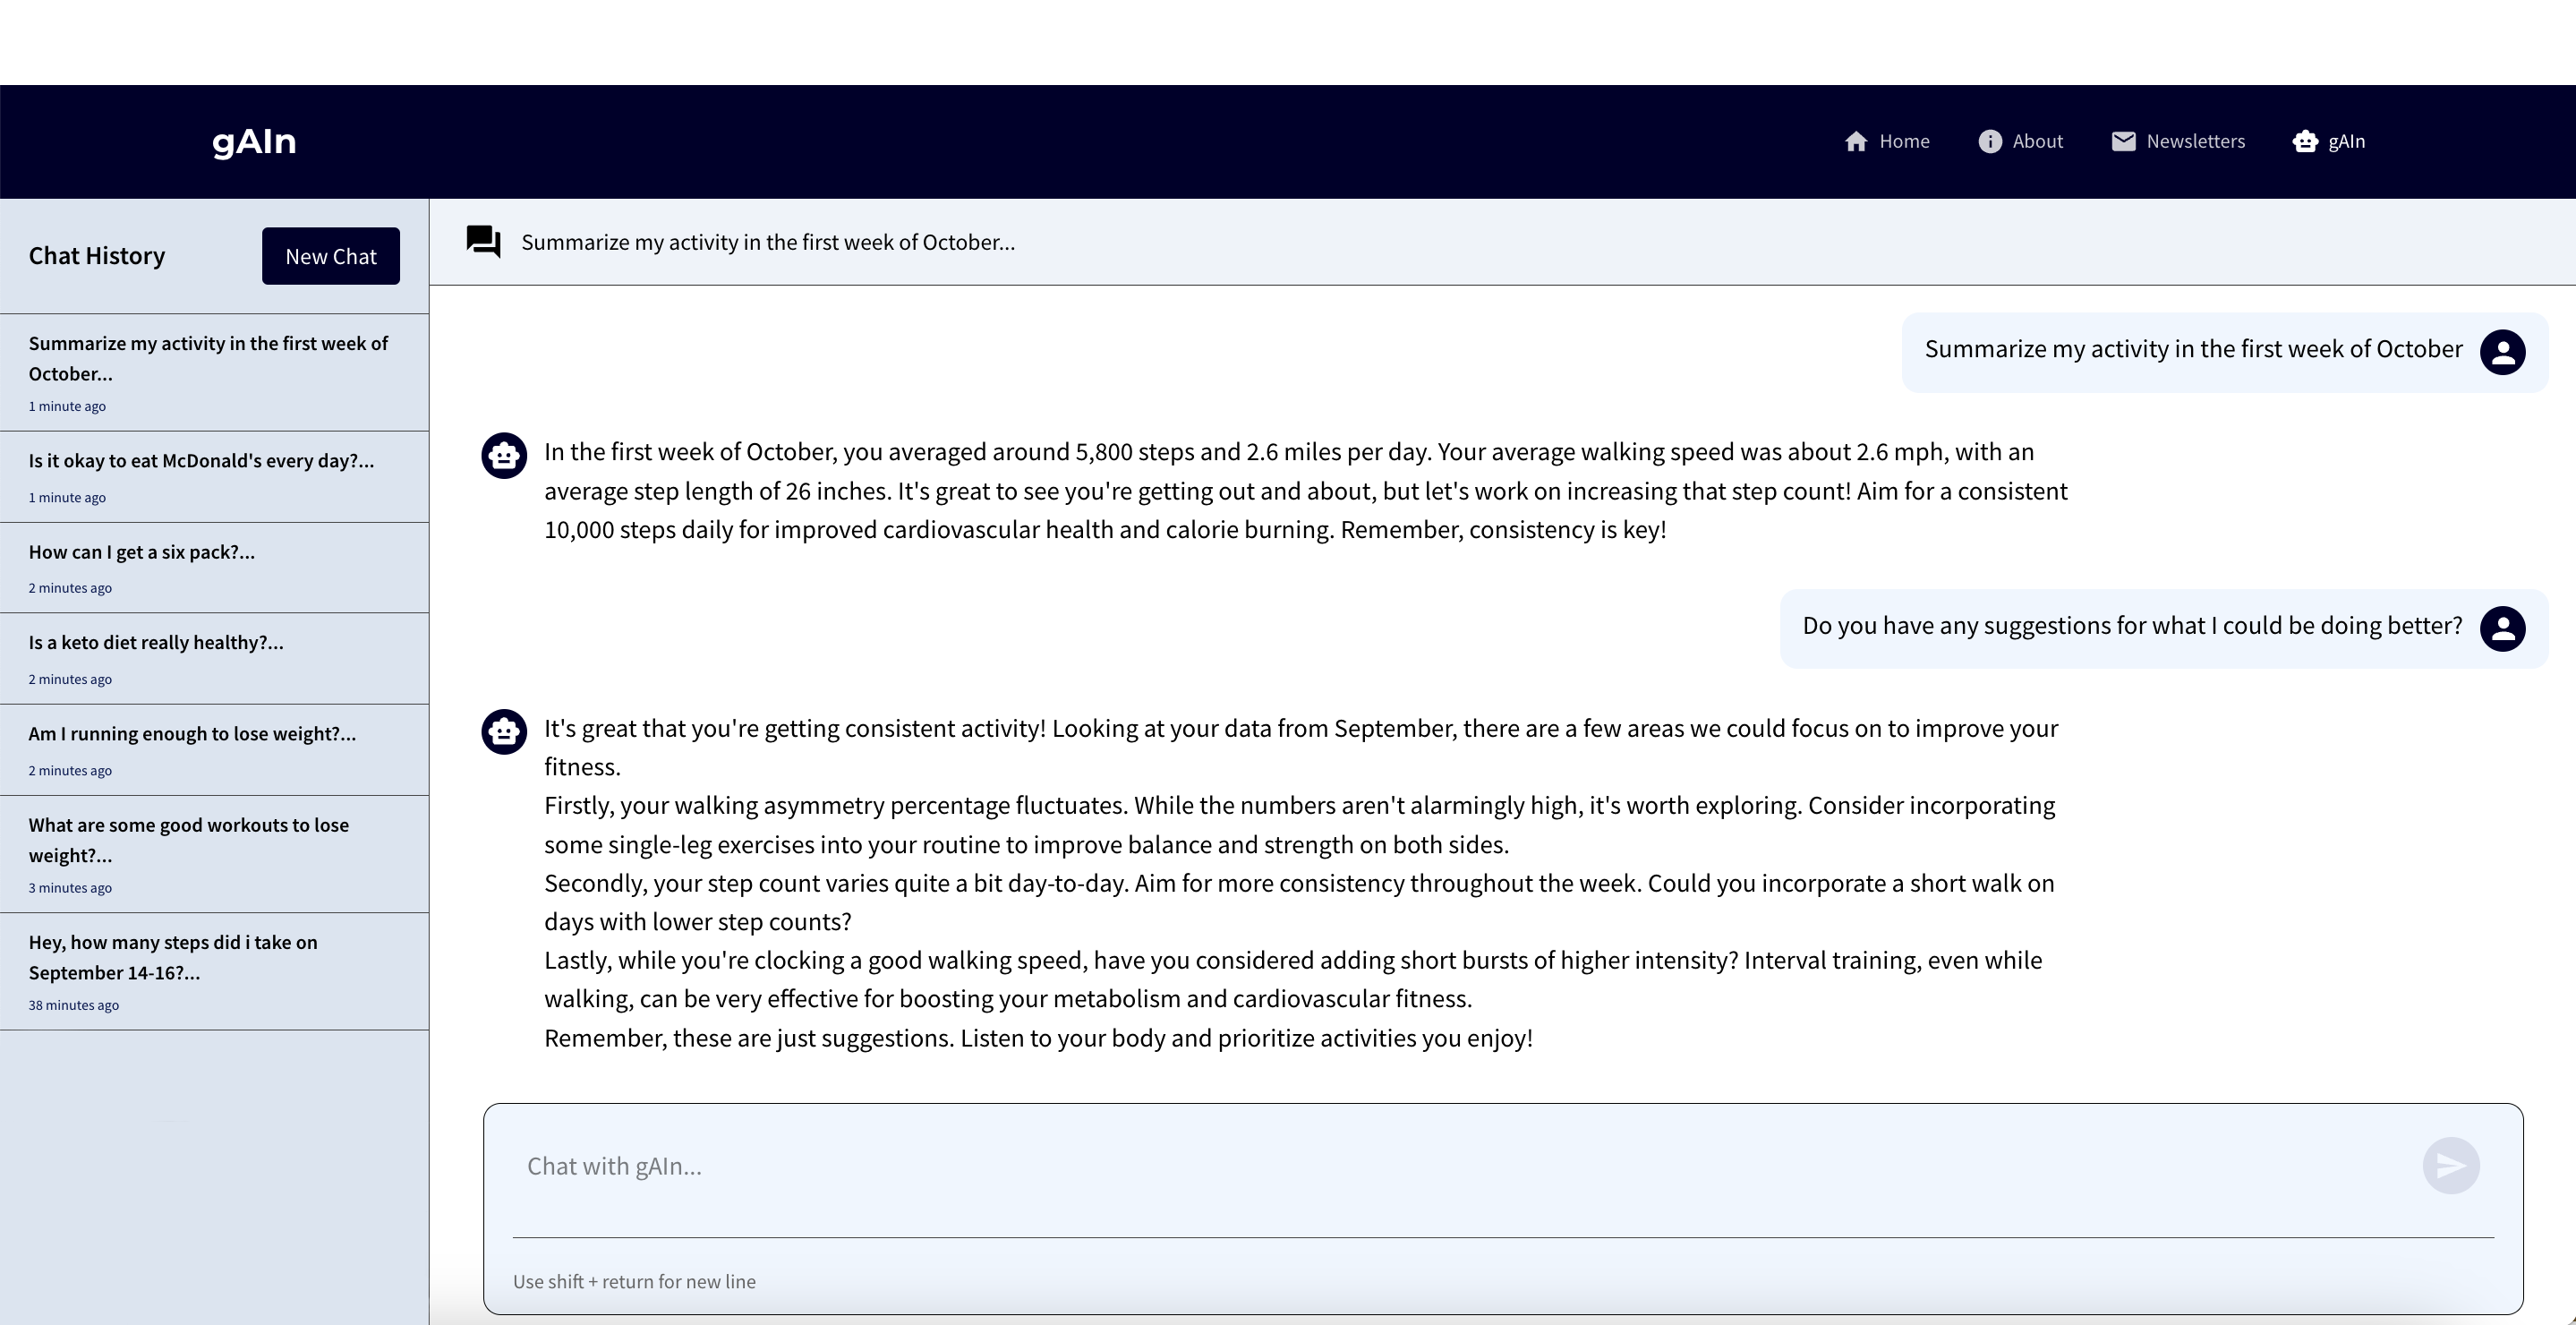 gAIn
Home
About
Newsletters
gAIn
Chat History
New Chat
Summarize my activity in the first week of
October...
1 minute ago
Is it okay to eat McDonald's every day?...
1 minute ago
How can I get a six pack?...
2 minutes ago
Is a keto diet really healthy?...
2 minutes ago
Am I running enough to lose weight?...
2 minutes ago
What are some good workouts to lose
weight?...
3 minutes ago
Hey, how many steps did i take on
September 14-16?...
38 minutes ago
Summarize my activity in the first week of October...
Summarize my activity in the first week of October
In the first week of October, you averaged around 5,800 steps and 2.6 miles per day. Your average walking speed was about 2.6 mph, with an
average step length of 26 inches. It's great to see you're getting out and about, but let's work on increasing that step count! Aim for a consistent
10,000 steps daily for improved cardiovascular health and calorie burning. Remember, consistency is key!
Do you have any suggestions for what I could be doing better?
It's great that you're getting consistent activity! Looking at your data from September, there are a few areas we could focus on to improve your
fitness.
Firstly, your walking asymmetry percentage fluctuates. While the numbers aren't alarmingly high, it's worth exploring. Consider incorporating
some single-leg exercises into your routine to improve balance and strength on both sides.
Secondly, your step count varies quite a bit day-to-day. Aim for more consistency throughout the week. Could you incorporate a short walk on
days with lower step counts?
Lastly, while you're clocking a good walking speed, have you considered adding short bursts of higher intensity? Interval training, even while
walking, can be very effective for boosting your metabolism and cardiovascular fitness.
Remember, these are just suggestions. Listen to your body and prioritize activities you enjoy!
Chat with gAIn...
Use shift + return for new line